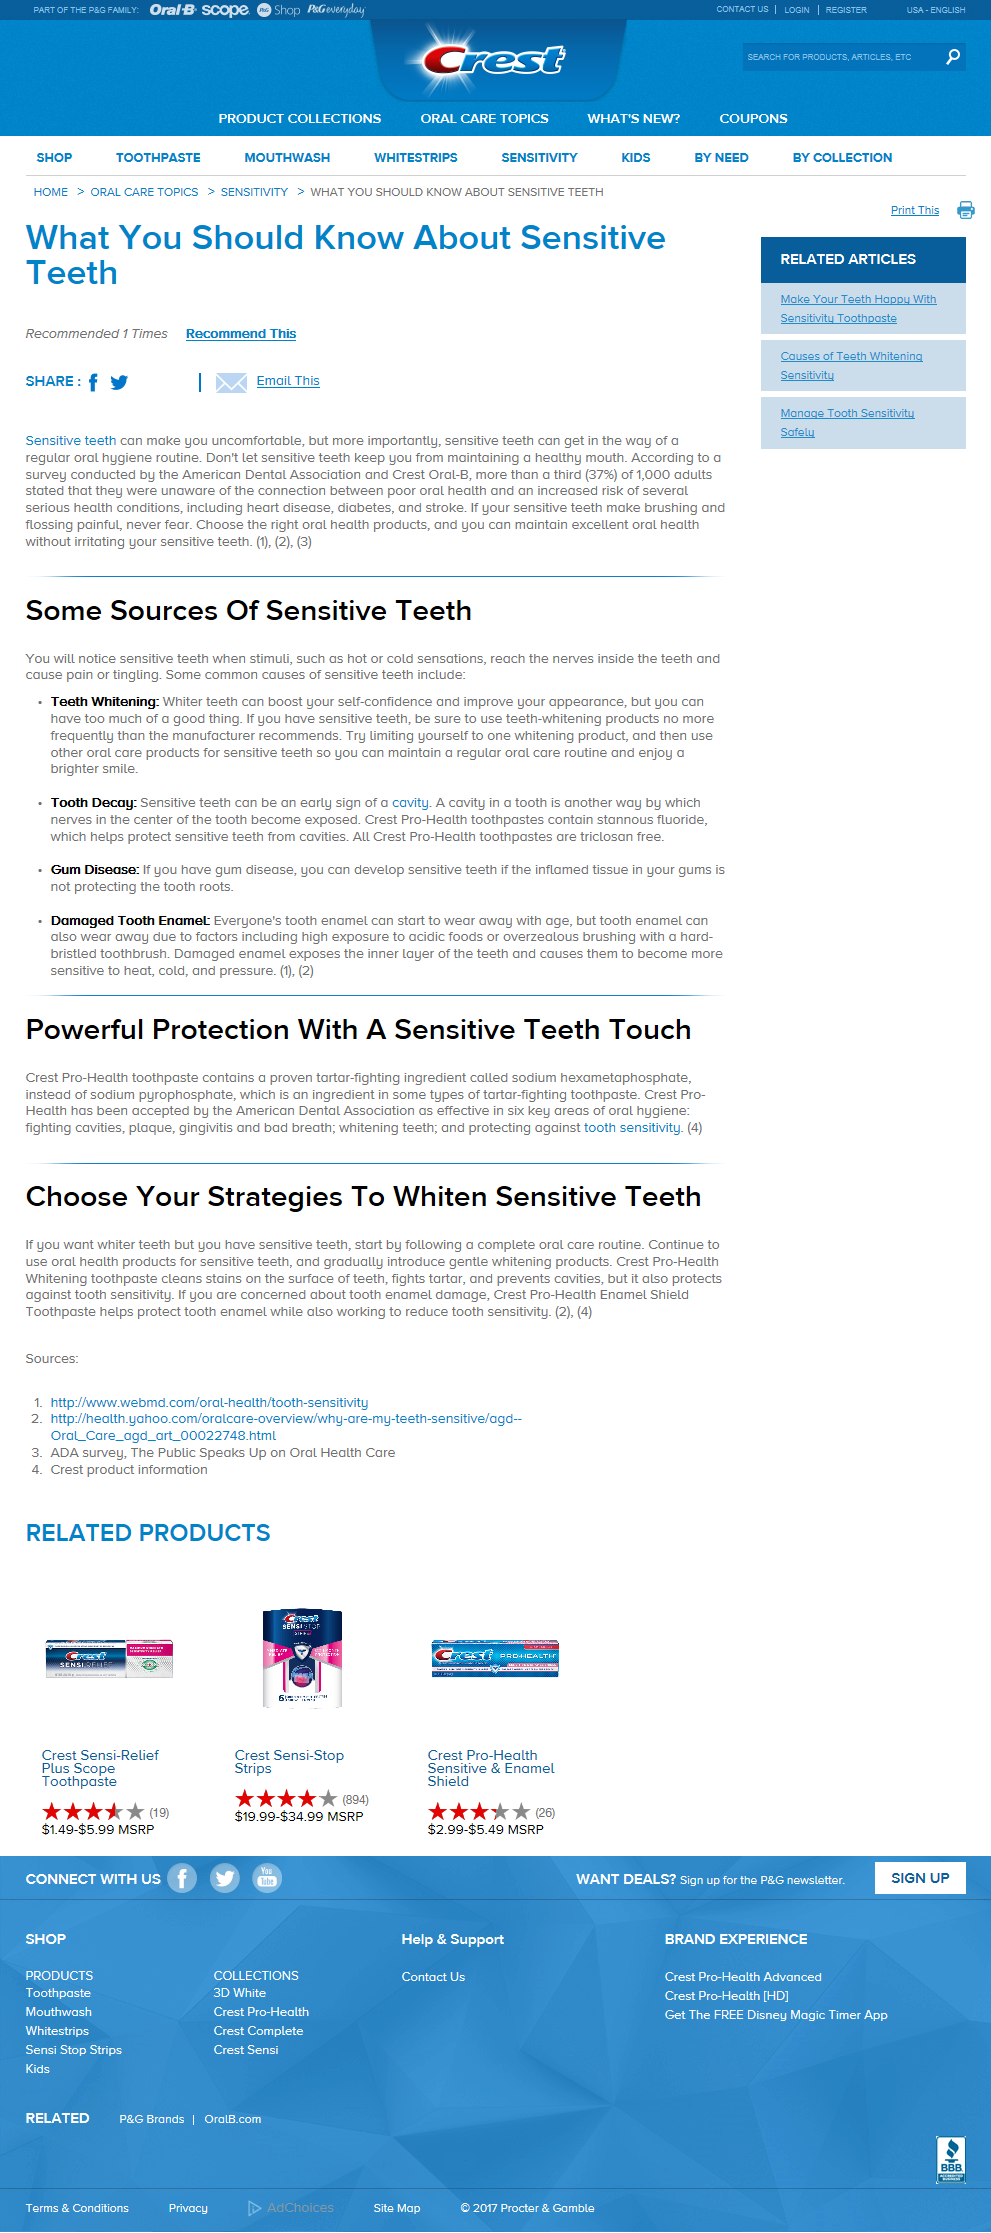 PART OF THE P&G FAMILY: Oral-B scope P&G Shop P&G everyday
CONTACT US | LOGIN | REGISTER USA - ENGLISH
Crest
SEARCH FOR PRODUCTS, ARTICLES, ETC
PRODUCT COLLECTIONS ORAL CARE TOPICS WHAT'S NEW? COUPONS
SHOP TOOTHPASTE MOUTHWASH WHITESTRIPS SENSITIVITY KIDS BY NEED BY COLLECTION
HOME > ORAL CARE TOPICS > SENSITIVITY > WHAT YOU SHOULD KNOW ABOUT SENSITIVE TEETH
Print This
What You Should Know About Sensitive
Teeth
RELATED ARTICLES
Make Your Teeth Happy With
Sensitivity Toothpaste
Causes of Teeth Whitening
Sensitivity
Manage Tooth Sensitivity
Safely
Recommended 1 Times Recommend This
SHARE : | Email This
Sensitive teeth can make you uncomfortable, but more importantly, sensitive teeth can get in the way of a
regular oral hygiene routine. Don't let sensitive teeth keep you from maintaining a healthy mouth. According to a
survey conducted by the American Dental Association and Crest Oral-B, more than a third (37%) of 1,000 adults
stated that they were unaware of the connection between poor oral health and an increased risk of several
serious health conditions, including heart disease, diabetes, and stroke. If your sensitive teeth make brushing and
flossing painful, never fear. Choose the right oral health products, and you can maintain excellent oral health
without irritating your sensitive teeth. (1), (2), (3)
Some Sources Of Sensitive Teeth
You will notice sensitive teeth when stimuli, such as hot or cold sensations, reach the nerves inside the teeth and
cause pain or tingling. Some common causes of sensitive teeth include:
• Teeth Whitening: Whiter teeth can boost your self-confidence and improve your appearance, but you can
have too much of a good thing. If you have sensitive teeth, be sure to use teeth-whitening products no more
frequently than the manufacturer recommends. Try limiting yourself to one whitening product, and then use
other oral care products for sensitive teeth so you can maintain a regular oral care routine and enjoy a
brighter smile.
• Tooth Decay: Sensitive teeth can be an early sign of a cavity. A cavity in a tooth is another way by which
nerves in the center of the tooth become exposed. Crest Pro-Health toothpastes contain stannous fluoride,
which helps protect sensitive teeth from cavities. All Crest Pro-Health toothpastes are triclosan free.
• Gum Disease: If you have gum disease, you can develop sensitive teeth if the inflamed tissue in your gums is
not protecting the tooth roots.
• Damaged Tooth Enamel: Everyone's tooth enamel can start to wear away with age, but tooth enamel can
also wear away due to factors including high exposure to acidic foods or overzealous brushing with a hard-
bristled toothbrush. Damaged enamel exposes the inner layer of the teeth and causes them to become more
sensitive to heat, cold, and pressure. (1), (2)
Powerful Protection With A Sensitive Teeth Touch
Crest Pro-Health toothpaste contains a proven tartar-fighting ingredient called sodium hexametaphosphate,
instead of sodium pyrophosphate, which is an ingredient in some types of tartar-fighting toothpaste. Crest Pro-
Health has been accepted by the American Dental Association as effective in six key areas of oral hygiene:
fighting cavities, plaque, gingivitis and bad breath; whitening teeth; and protecting against tooth sensitivity. (4)
Choose Your Strategies To Whiten Sensitive Teeth
If you want whiter teeth but you have sensitive teeth, start by following a complete oral care routine. Continue to
use oral health products for sensitive teeth, and gradually introduce gentle whitening products. Crest Pro-Health
Whitening toothpaste cleans stains on the surface of teeth, fights tartar, and prevents cavities, but it also protects
against tooth sensitivity. If you are concerned about tooth enamel damage, Crest Pro-Health Enamel Shield
Toothpaste helps protect tooth enamel while also working to reduce tooth sensitivity. (2), (4)
Sources:
1. http://www.webmd.com/oral-health/tooth-sensitivity
2. http://health.yahoo.com/oralcare-overview/why-are-my-teeth-sensitive/agd--
Oral_Care_agd_art_00022748.html
3. ADA survey, The Public Speaks Up on Oral Health Care
4. Crest product information
RELATED PRODUCTS
Crest SENSI RELIEF
Crest SENSI STOP STRIPS
Crest PRO-HEALTH
Crest Sensi-Relief
Plus Scope
Toothpaste
(19)
$1.49-$5.99 MSRP
Crest Sensi-Stop
Strips
(894)
$19.99-$34.99 MSRP
Crest Pro-Health
Sensitive & Enamel
Shield
(26)
$2.99-$5.49 MSRP
CONNECT WITH US You Tube
WANT DEALS? Sign up for the P&G newsletter. SIGN UP
SHOP
PRODUCTS
Toothpaste
Mouthwash
Whitestrips
Sensi Stop Strips
Kids
COLLECTIONS
3D White
Crest Pro-Health
Crest Complete
Crest Sensi
Help & Support
Contact Us
BRAND EXPERIENCE
Crest Pro-Health Advanced
Crest Pro-Health [HD]
Get The FREE Disney Magic Timer App
RELATED P&G Brands | OralB.com
BBB
ACCREDITED
BUSINESS
Terms & Conditions Privacy AdChoices Site Map © 2017 Procter & Gamble